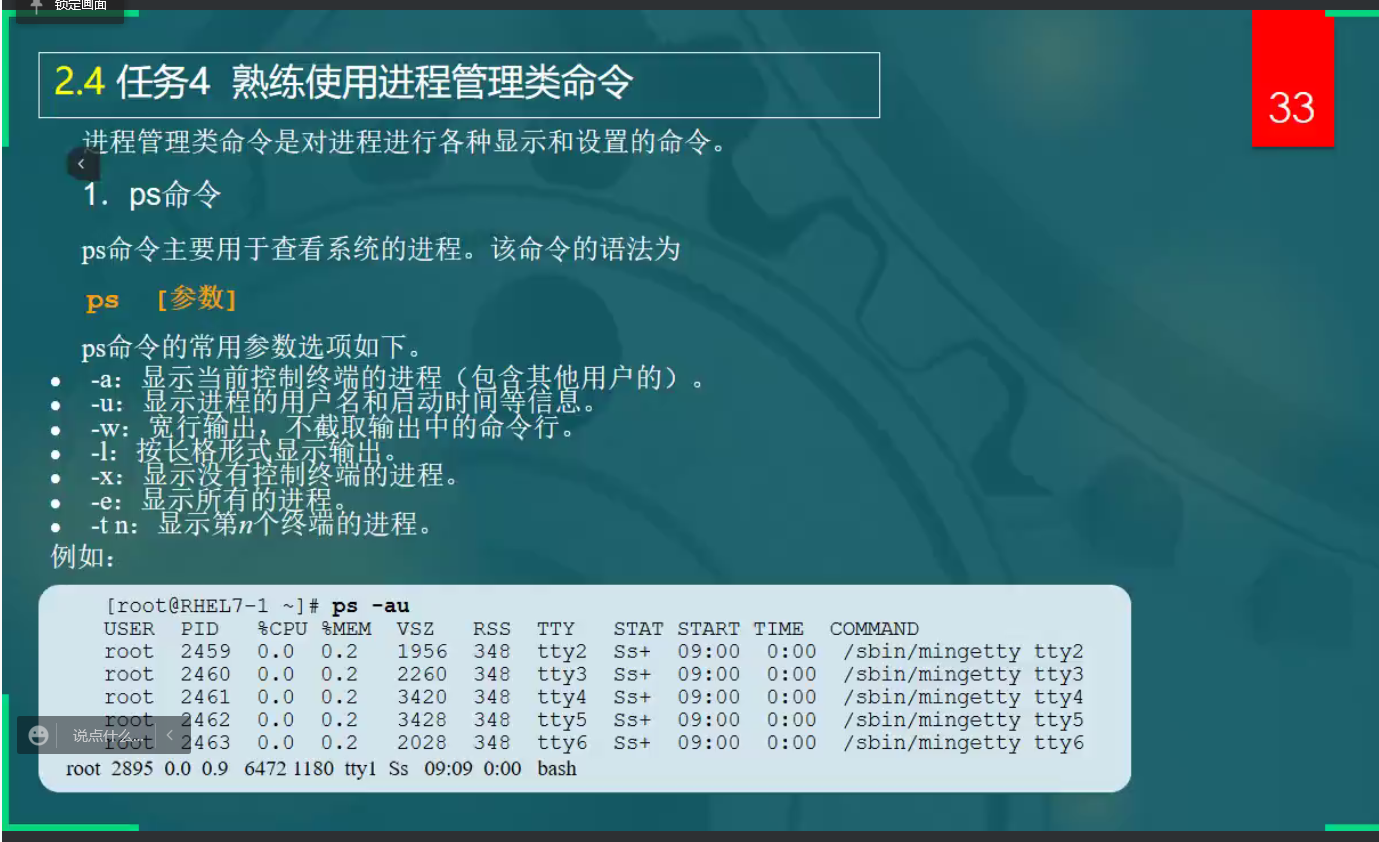 锁定画面
2.4 任务4 熟练使用进程管理类命令
33
进程管理类命令是对进程进行各种显示和设置的命令。
1．ps命令
ps命令主要用于查看系统的进程。该命令的语法为
ps [参数]
ps命令的常用参数选项如下。
● -a：显示当前控制终端的进程（包含其他用户的）。
● -u：显示进程的用户名和启动时间等信息。
● -w：宽行输出，不截取输出中的命令行。
● -l：按长格形式显示输出。
● -x：显示没有控制终端的进程。
● -e：显示所有的进程。
● -t n：显示第n个终端的进程。
例如：
[root@RHEL7-1 ~]# ps -au
USER PID %CPU %MEM VSZ RSS TTY STAT START TIME COMMAND
root 2459 0.0 0.2 1956 348 tty2 Ss+ 09:00 0:00 /sbin/mingetty tty2
root 2460 0.0 0.2 2260 348 tty3 Ss+ 09:00 0:00 /sbin/mingetty tty3
root 2461 0.0 0.2 3420 348 tty4 Ss+ 09:00 0:00 /sbin/mingetty tty4
root 2462 0.0 0.2 3428 348 tty5 Ss+ 09:00 0:00 /sbin/mingetty tty5
说点什么...
root 2463 0.0 0.2 2028 348 tty6 Ss+ 09:00 0:00 /sbin/mingetty tty6
root 2895 0.0 0.9 6472 1180 tty1 Ss 09:09 0:00 bash